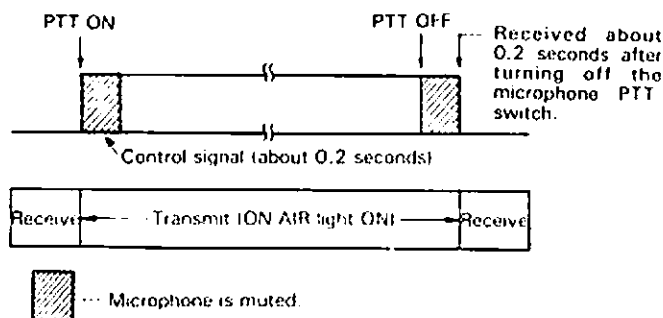 PTT ON
PTT OFF
Received about
0.2 seconds after
turning off the
microphone PTT
switch.
Control signal (about 0.2 seconds)
Receive
Transmit (ON AIR light ON)
Receive
Microphone is muted.